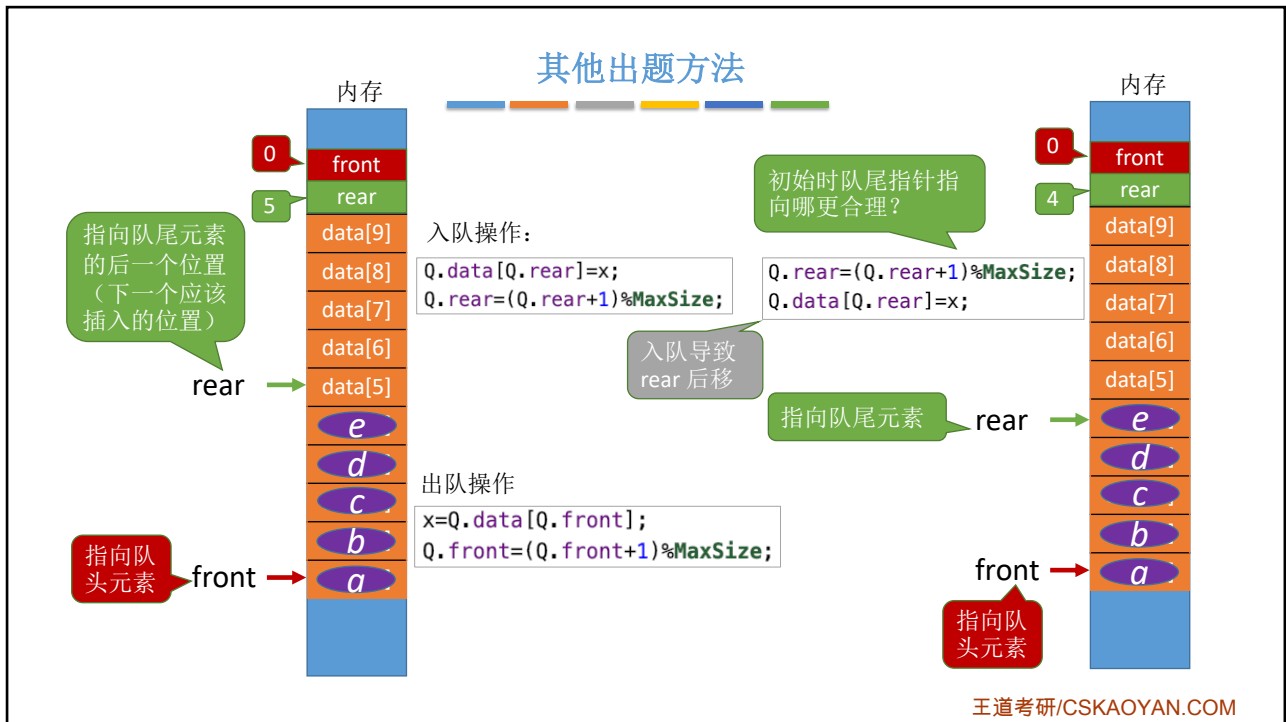 其他出题方法
内存
0
front
5
rear
指向队尾元素
的后一个位置
（下一个应该
插入的位置）
data[9]
data[8]
data[7]
data[6]
rear
data[5]
e
d
c
b
指向队
头元素
front
a
入队操作：
Q.data[Q.rear]=x;
Q.rear=(Q.rear+1)%MaxSize;
初始时队尾指针指
向哪更合理？
Q.rear=(Q.rear+1)%MaxSize;
Q.data[Q.rear]=x;
入队导致
rear 后移
出队操作
x=Q.data[Q.front];
Q.front=(Q.front+1)%MaxSize;
内存
0
front
4
rear
data[9]
data[8]
data[7]
data[6]
data[5]
指向队尾元素
rear
e
d
c
b
front
a
指向队
头元素
王道考研/CSKAOYAN.COM